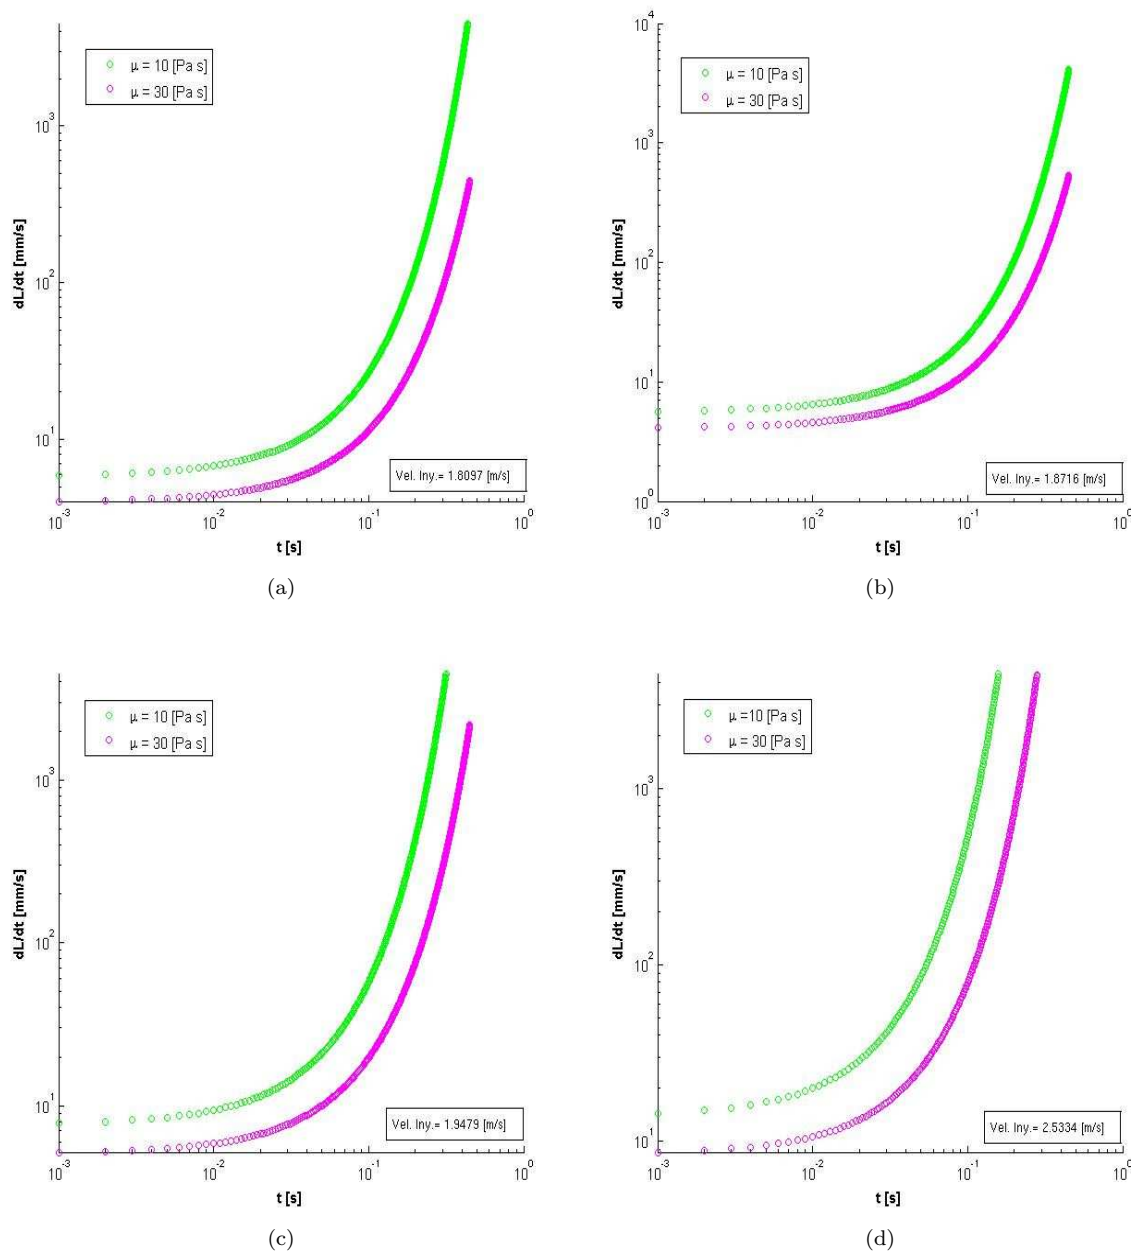 μ = 10 [Pa s]
μ = 30 [Pa s]
dL/dt [mm/s]
10^3
10^2
10^1
Vel. Iny.= 1.8097 [m/s]
10^-3
10^-2
10^-1
10^0
t [s]
(a)
μ = 10 [Pa s]
μ = 30 [Pa s]
dL/dt [mm/s]
10^4
10^3
10^2
10^1
10^0
Vel. Iny.= 1.8716 [m/s]
10^-3
10^-2
10^-1
10^0
t [s]
(b)
μ = 10 [Pa s]
μ = 30 [Pa s]
dL/dt [mm/s]
10^3
10^2
10^1
Vel. Iny.= 1.9479 [m/s]
10^-3
10^-2
10^-1
10^0
t [s]
(c)
μ =10 [Pa s]
μ = 30 [Pa s]
dL/dt [mm/s]
10^3
10^2
10^1
Vel. Iny.= 2.5334 [m/s]
10^-3
10^-2
10^-1
10^0
t [s]
(d)